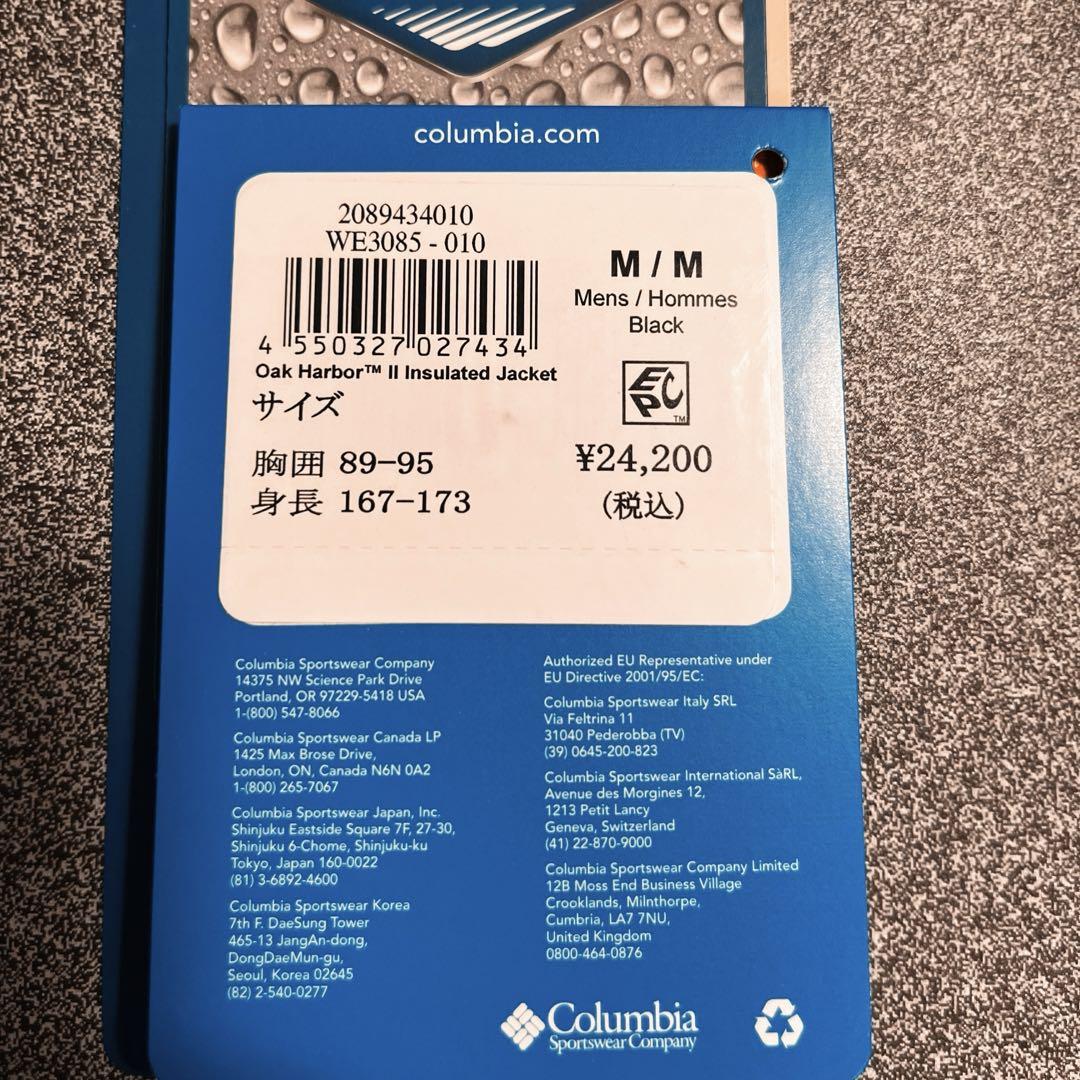 columbia.com
2089434010
WE3085 - 010
4 550327 027434
Oak Harbor™ II Insulated Jacket
サイズ
胸囲 89-95
身長 167-173
M / M
Mens / Hommes
Black
EPC
TM
¥24,200
(税込)
Columbia Sportswear Company
14375 NW Science Park Drive
Portland, OR 97229-5418 USA
1-(800) 547-8066
Columbia Sportswear Canada LP
1425 Max Brose Drive,
London, ON, Canada N6N 0A2
1-(800) 265-7067
Columbia Sportswear Japan, Inc.
Shinjuku Eastside Square 7F, 27-30,
Shinjuku 6-Chome, Shinjuku-ku
Tokyo, Japan 160-0022
(81) 3-6892-4600
Columbia Sportswear Korea
7th F. DaeSung Tower
465-13 JangAn-dong,
DongDaeMun-gu,
Seoul, Korea 02645
(82) 2-540-0277
Authorized EU Representative under
EU Directive 2001/95/EC:
Columbia Sportswear Italy SRL
Via Feltrina 11
31040 Pederobba (TV)
(39) 0645-200-823
Columbia Sportswear International SàRL,
Avenue des Morgines 12,
1213 Petit Lancy
Geneva, Switzerland
(41) 22-870-9000
Columbia Sportswear Company Limited
12B Moss End Business Village
Crooklands, Milnthorpe,
Cumbria, LA7 7NU,
United Kingdom
0800-464-0876
Columbia
Sportswear Company